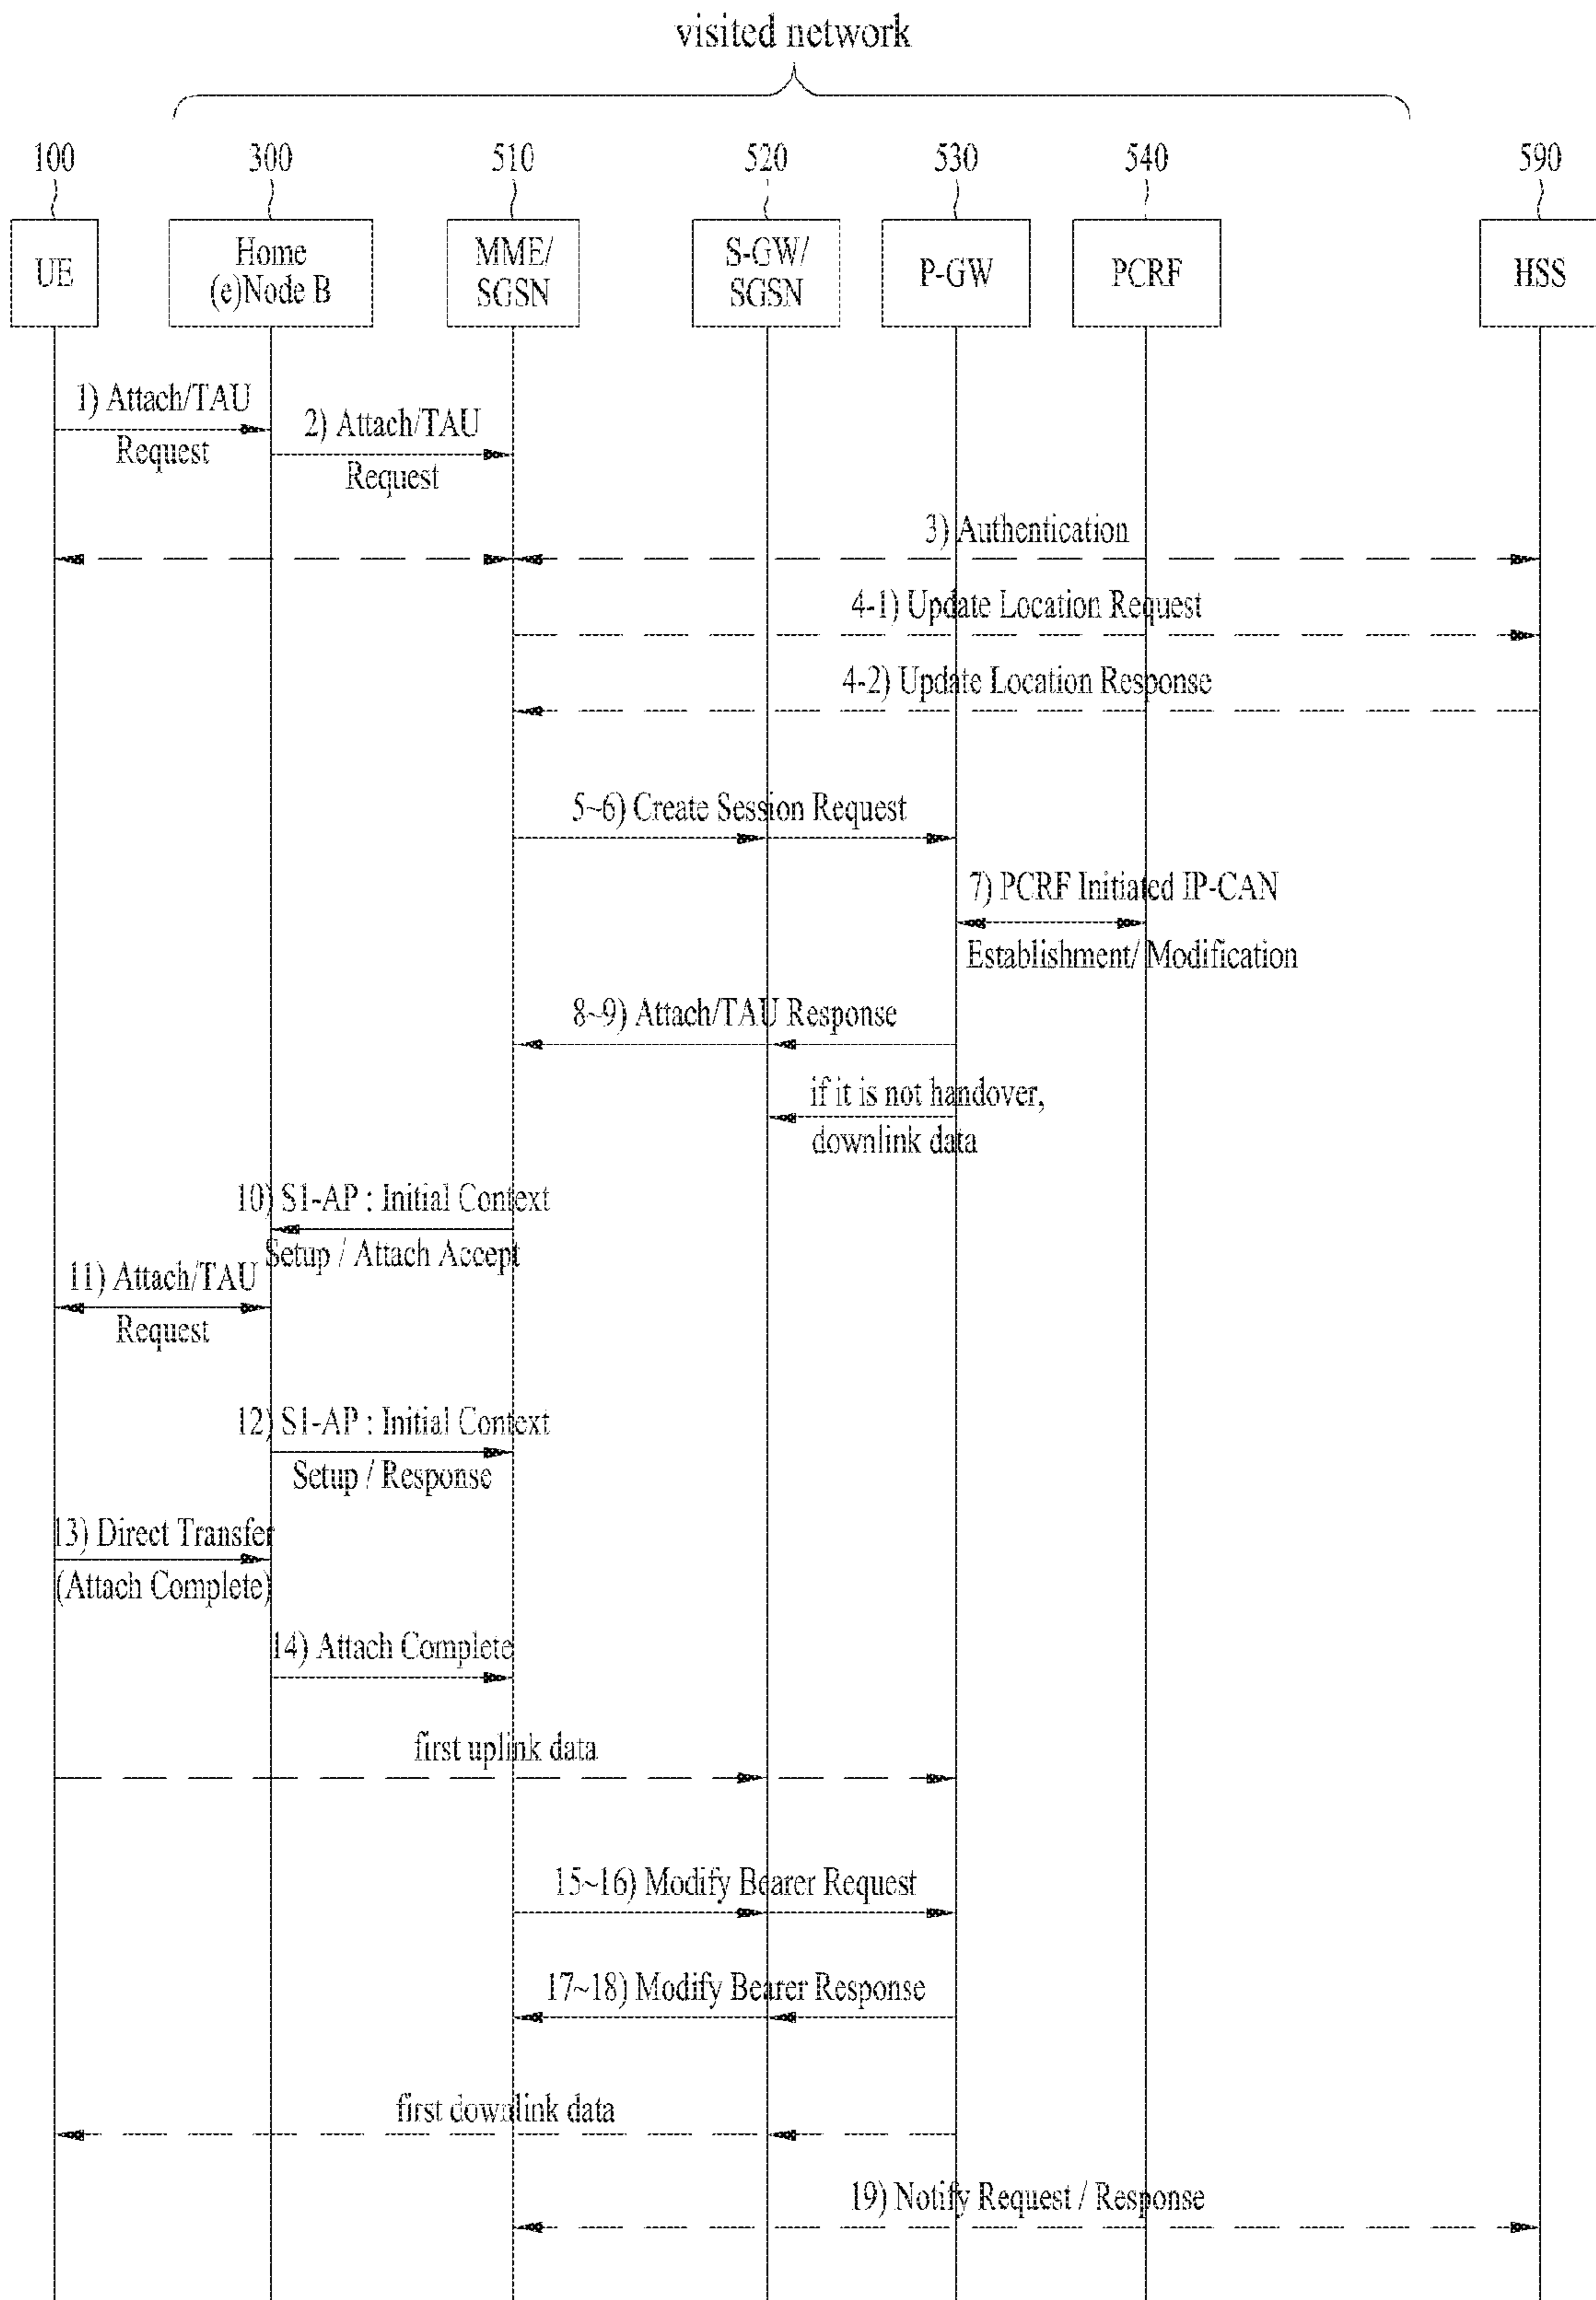 visited network
100
300
510
520
530
540
590
UE
Home
(e)Node B
MME/
SGSN
S-GW/
SGSN
P-GW
PCRF
HSS
1) Attach/TAU
Request
2) Attach/TAU
Request
3) Authentication
4-1) Update Location Request
4-2) Update Location Response
5~6) Create Session Request
7) PCRF Initiated IP-CAN
Establishment/ Modification
8~9) Attach/TAU Response
if it is not handover,
downlink data
10) S1-AP : Initial Context
Setup / Attach Accept
11) Attach/TAU
Request
12) S1-AP : Initial Context
Setup / Response
13) Direct Transfer
(Attach Complete)
14) Attach Complete
first uplink data
15~16) Modify Bearer Request
17~18) Modify Bearer Response
first downlink data
19) Notify Request / Response